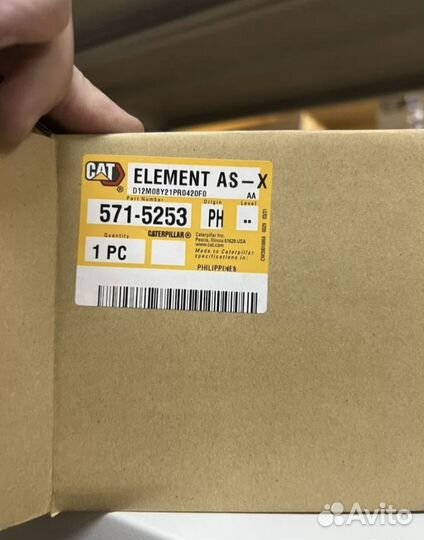 CAT
ELEMENT AS-X
D12M08Y21PR0420F0
AA
Part Number
Origin
Level
571-5253
PH
--
CATERPILLAR
Quantity
1 PC
Caterpillar Inc.
Peoria, Illinois 61629 USA
www.cat.com
Made to Caterpillar
specifications in
PHILIPPINES
Avito